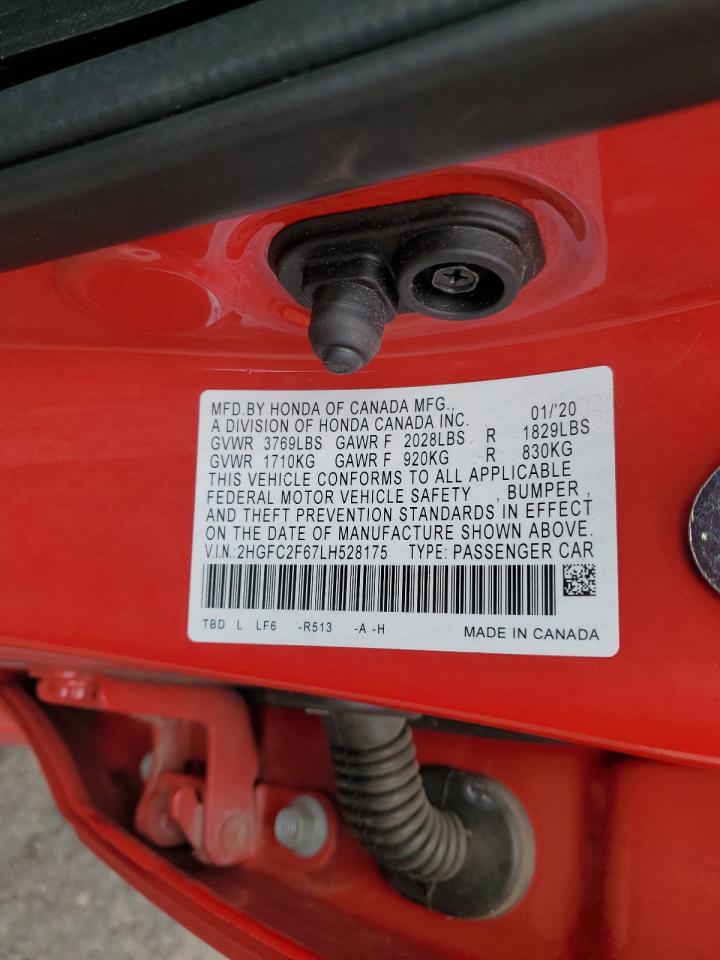 MFD.BY HONDA OF CANADA MFG.,
A DIVISION OF HONDA CANADA INC. 01/'20
GVWR 3769LBS GAWR F 2028LBS R 1829LBS
GVWR 1710KG GAWR F 920KG R 830KG
THIS VEHICLE CONFORMS TO ALL APPLICABLE
FEDERAL MOTOR VEHICLE SAFETY , BUMPER ,
AND THEFT PREVENTION STANDARDS IN EFFECT
ON THE DATE OF MANUFACTURE SHOWN ABOVE.
V.I.N.:2HGFC2F67LH528175 TYPE: PASSENGER CAR
TBD L LF6 -R513 -A -H MADE IN CANADA